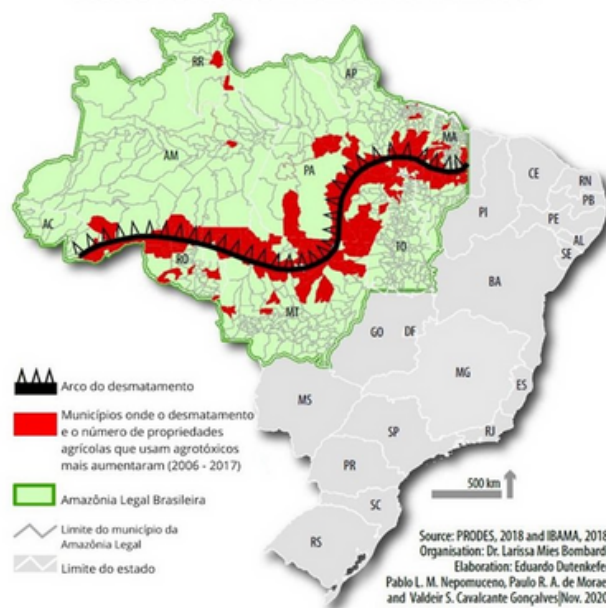 RR
AP
AM
PA
MA
CE
RN
PB
PI
PE
AL
SE
AC
RO
TO
MT
BA
GO
DF
MG
ES
MS
SP
RJ
PR
SC
RS
500 km
Arco do desmatamento
Municípios onde o desmatamento
e o número de propriedades
agrícolas que usam agrotóxicos
mais aumentaram (2006 - 2017)
Amazônia Legal Brasileira
Limite do município da
Amazônia Legal
Limite do estado
Source: PRODES, 2018 and IBAMA, 2018
Organisation: Dr. Larissa Mies Bombardi
Elaboration: Eduardo Dutenkefer
Pablo L. M. Nepomuceno, Paulo R. A. de Moraes
and Valdeir S. Cavalcante Gonçalves|Nov. 2020